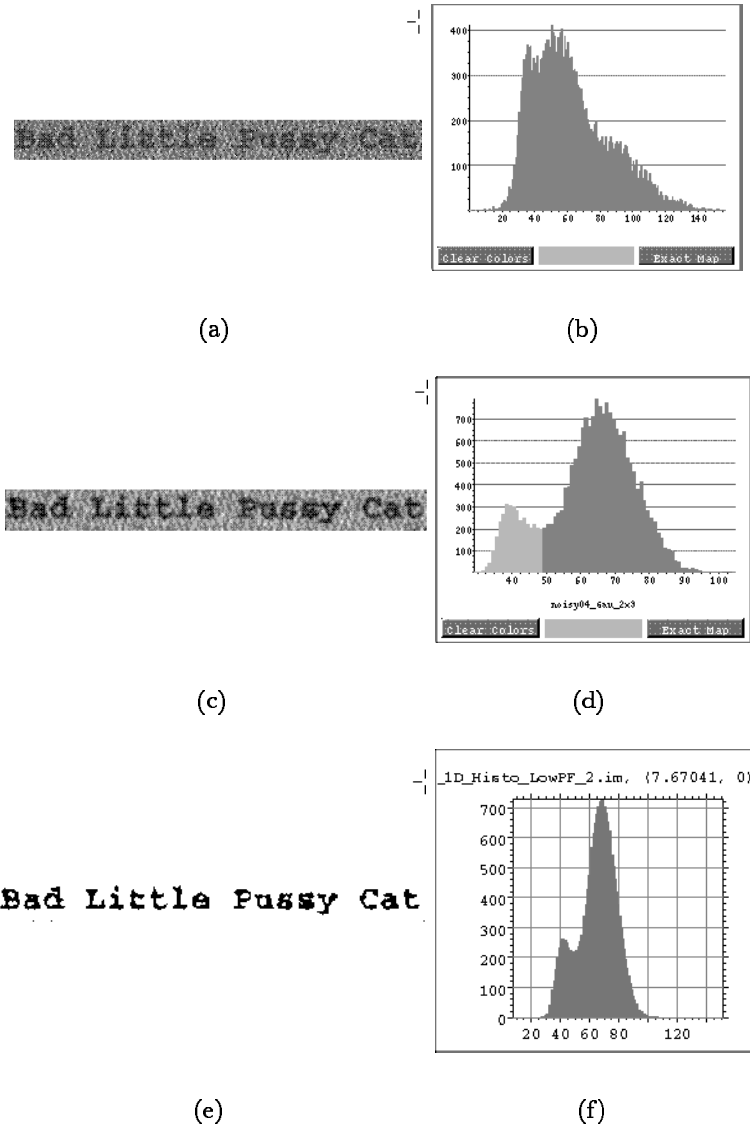 Bad Little Pussy Cat
400
300
200
100
20 40 60 80 100 120 140
Clear Colors Exact Map
(a) (b)
Bad Little Pussy Cat
700
600
500
400
300
200
100
40 50 60 70 80 90 100
noisy04_Gau_2x3
Clear Colors Exact Map
(c) (d)
_1D_Histo_LowPF_2.im, (7.67041, 0)
Bad Little Pussy Cat
700
600
500
400
300
200
100
0
20 40 60 80 120
(e) (f)